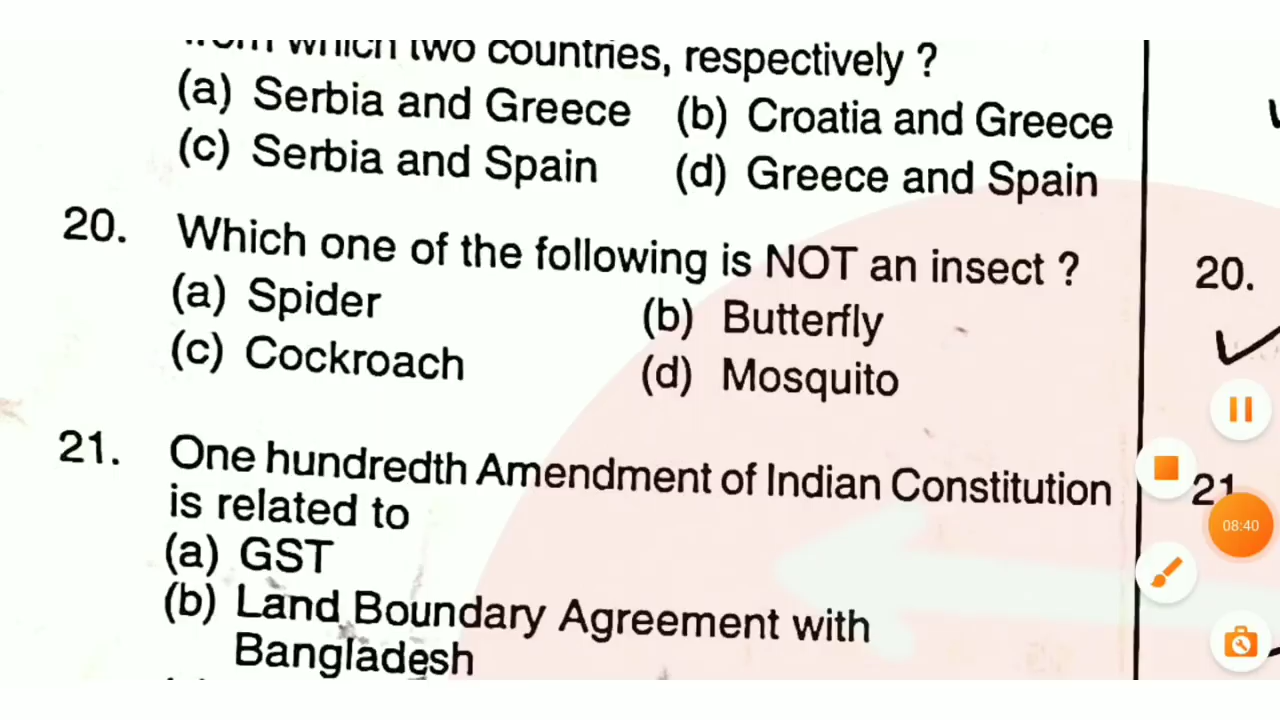 from which two countries, respectively ?
(a) Serbia and Greece (b) Croatia and Greece
(c) Serbia and Spain (d) Greece and Spain
20. Which one of the following is NOT an insect ?
(a) Spider (b) Butterfly
(c) Cockroach (d) Mosquito
21. One hundredth Amendment of Indian Constitution
is related to
(a) GST
(b) Land Boundary Agreement with
Bangladesh
20.
21
08:40